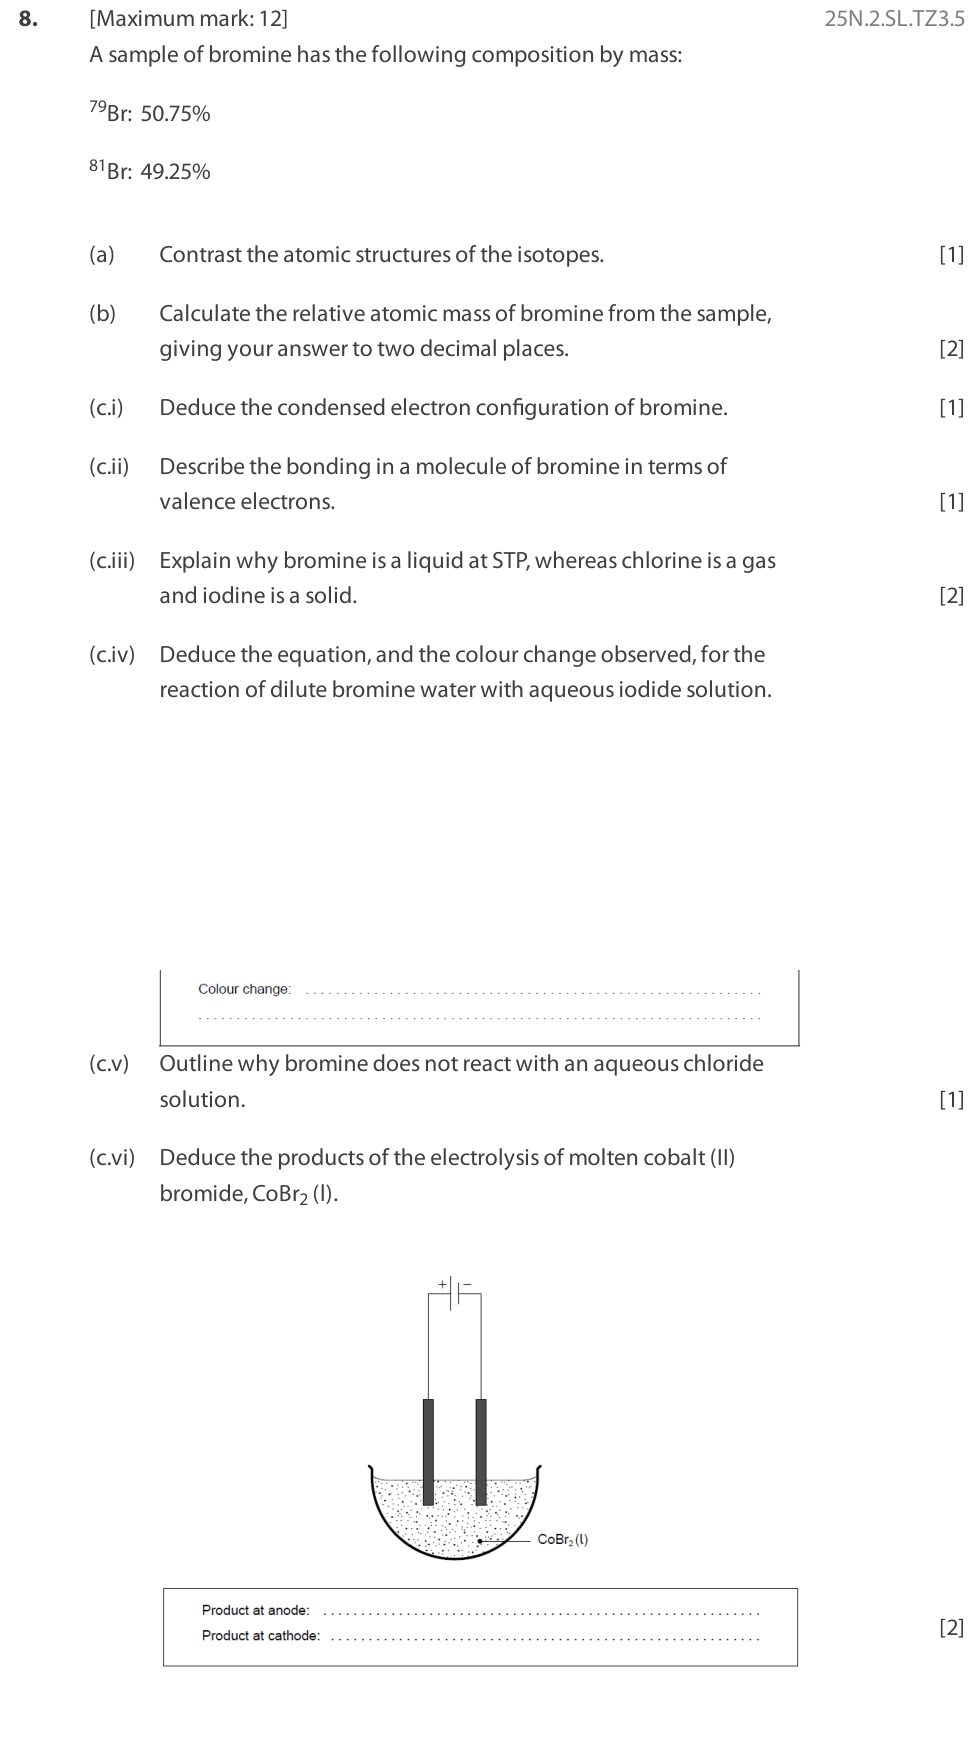 8. [Maximum mark: 12] 25N.2.SL.TZ3.5
A sample of bromine has the following composition by mass:
⁷⁹Br: 50.75%
⁸¹Br: 49.25%
(a) Contrast the atomic structures of the isotopes. [1]
(b) Calculate the relative atomic mass of bromine from the sample,
giving your answer to two decimal places. [2]
(c.i) Deduce the condensed electron configuration of bromine. [1]
(c.ii) Describe the bonding in a molecule of bromine in terms of
valence electrons. [1]
(c.iii) Explain why bromine is a liquid at STP, whereas chlorine is a gas
and iodine is a solid. [2]
(c.iv) Deduce the equation, and the colour change observed, for the
reaction of dilute bromine water with aqueous iodide solution.
Colour change:
(c.v) Outline why bromine does not react with an aqueous chloride
solution. [1]
(c.vi) Deduce the products of the electrolysis of molten cobalt (II)
bromide, CoBr₂ (l).
+ −
CoBr₂(l)
Product at anode:
Product at cathode:
[2]